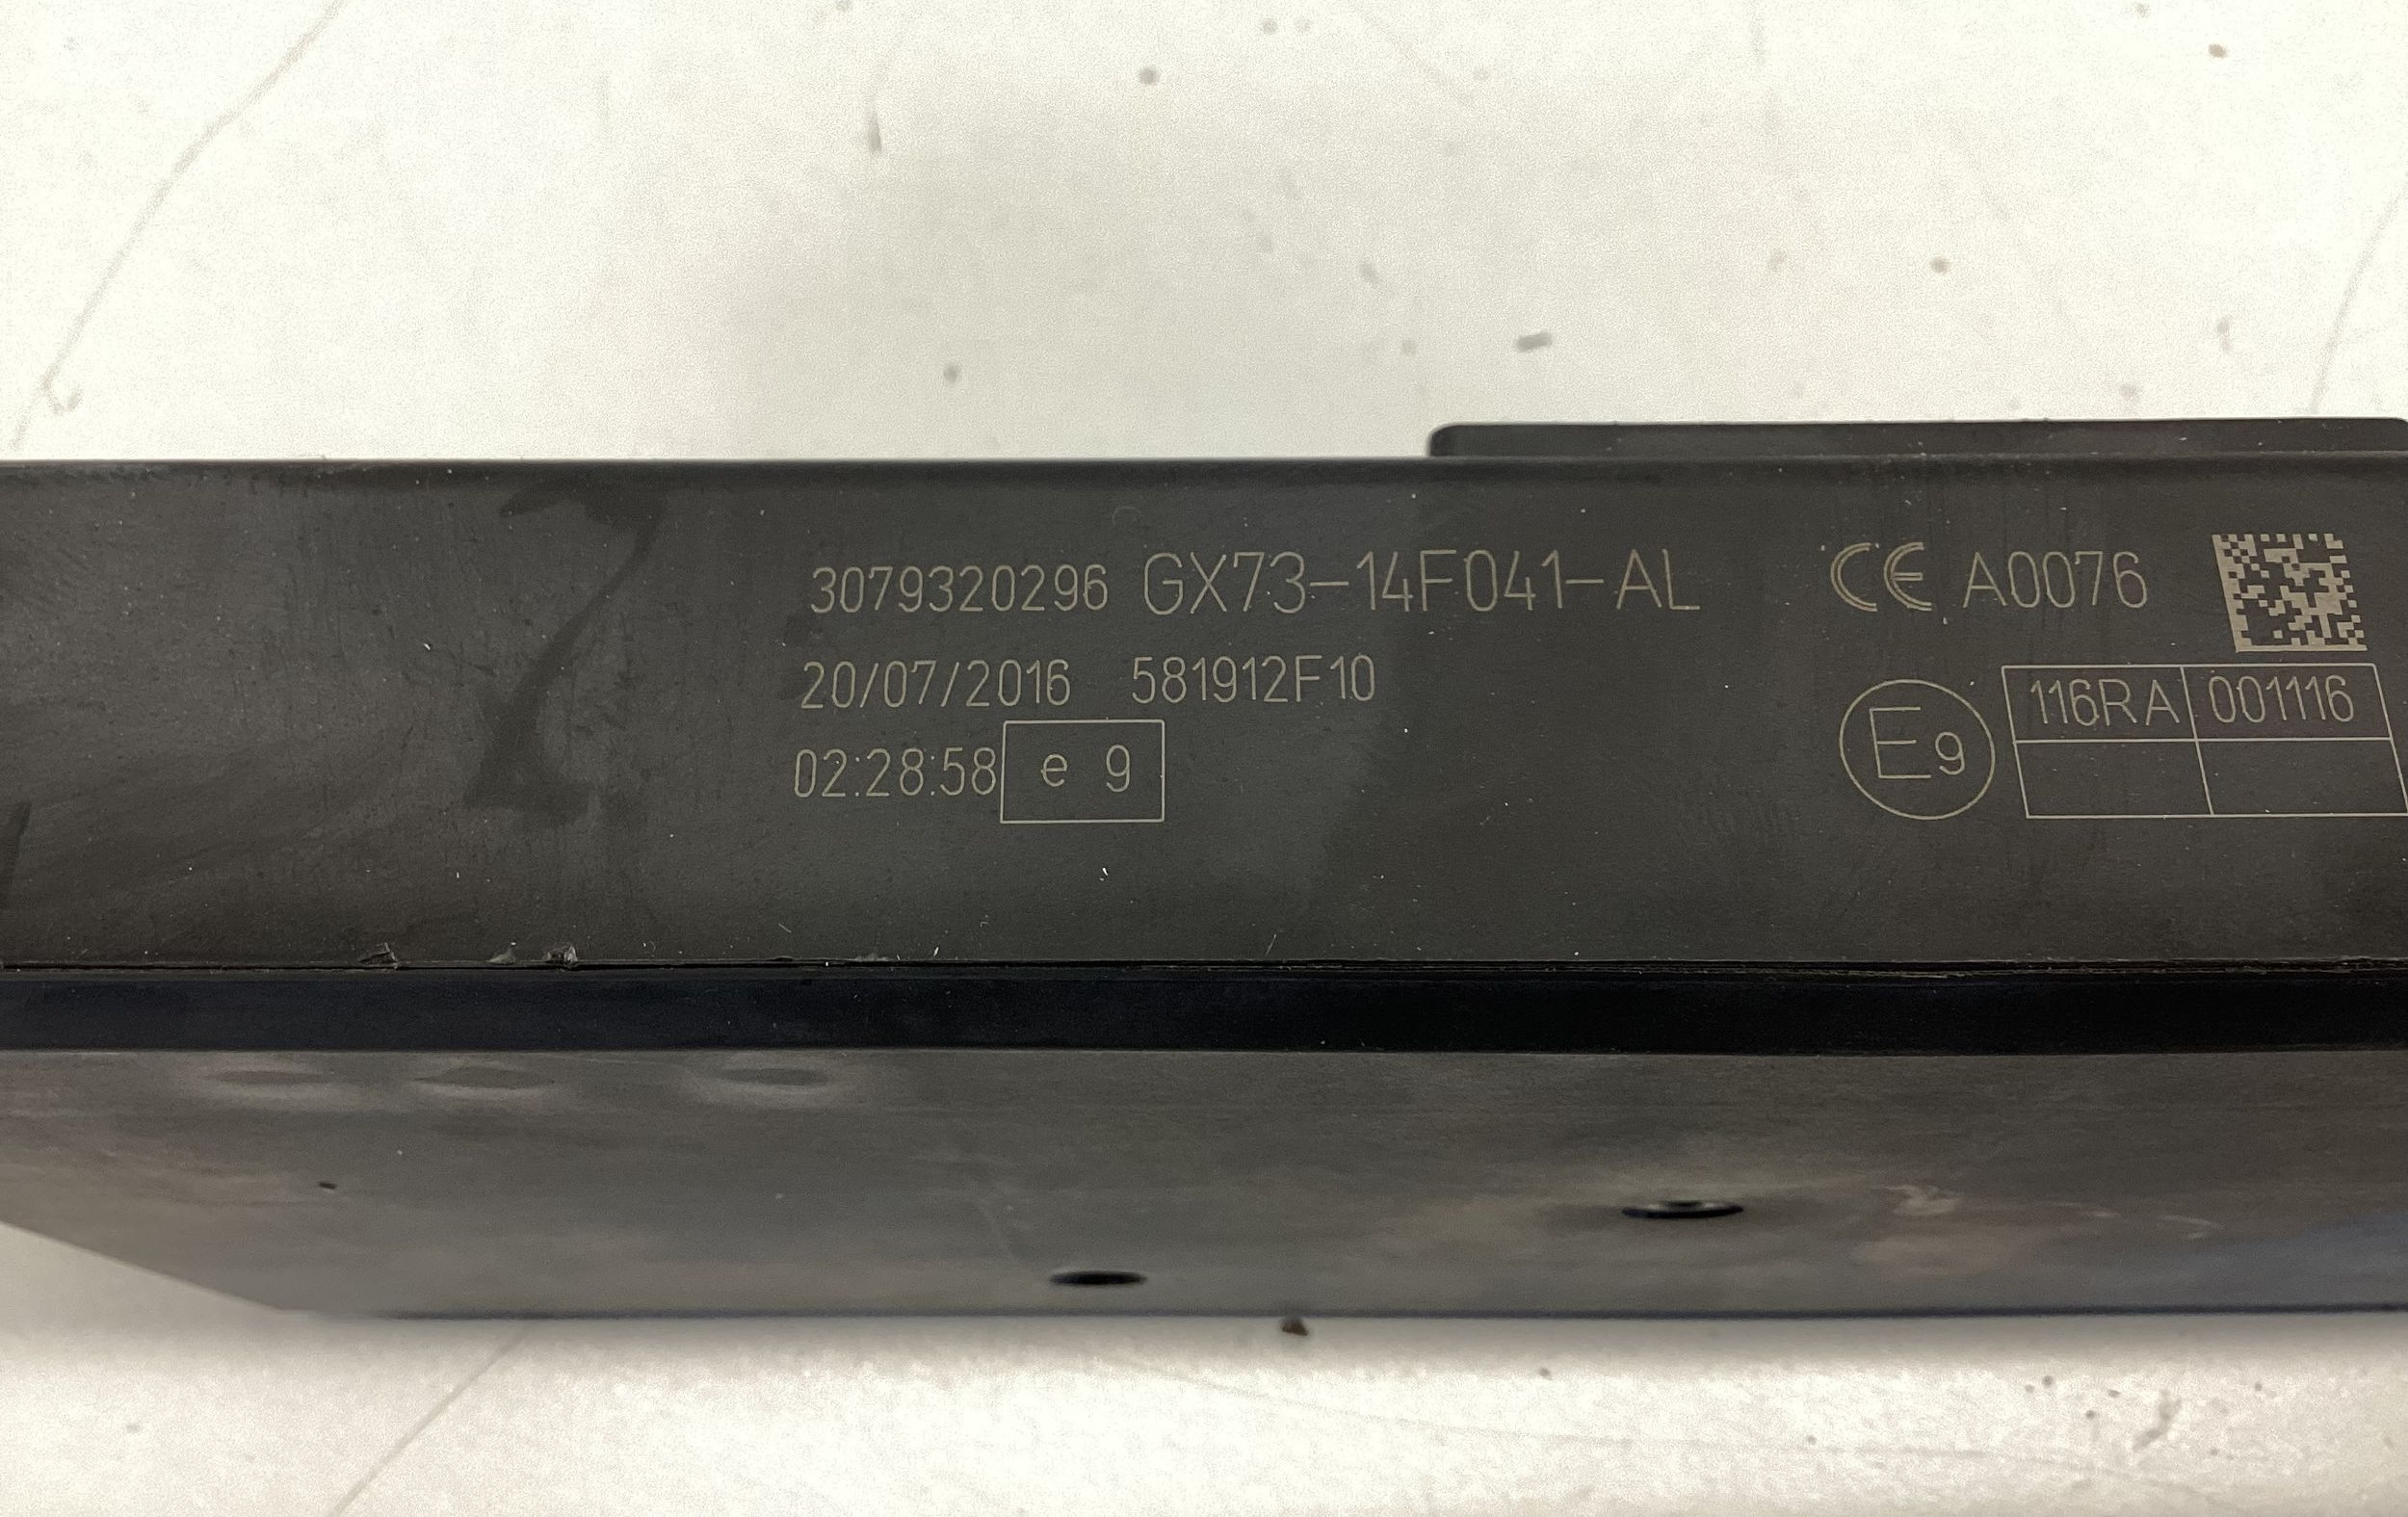 3079320296 GX73-14F041-AL
20/07/2016 581912F10
02:28:58 e 9
CE A0076
E9 116RA 001116